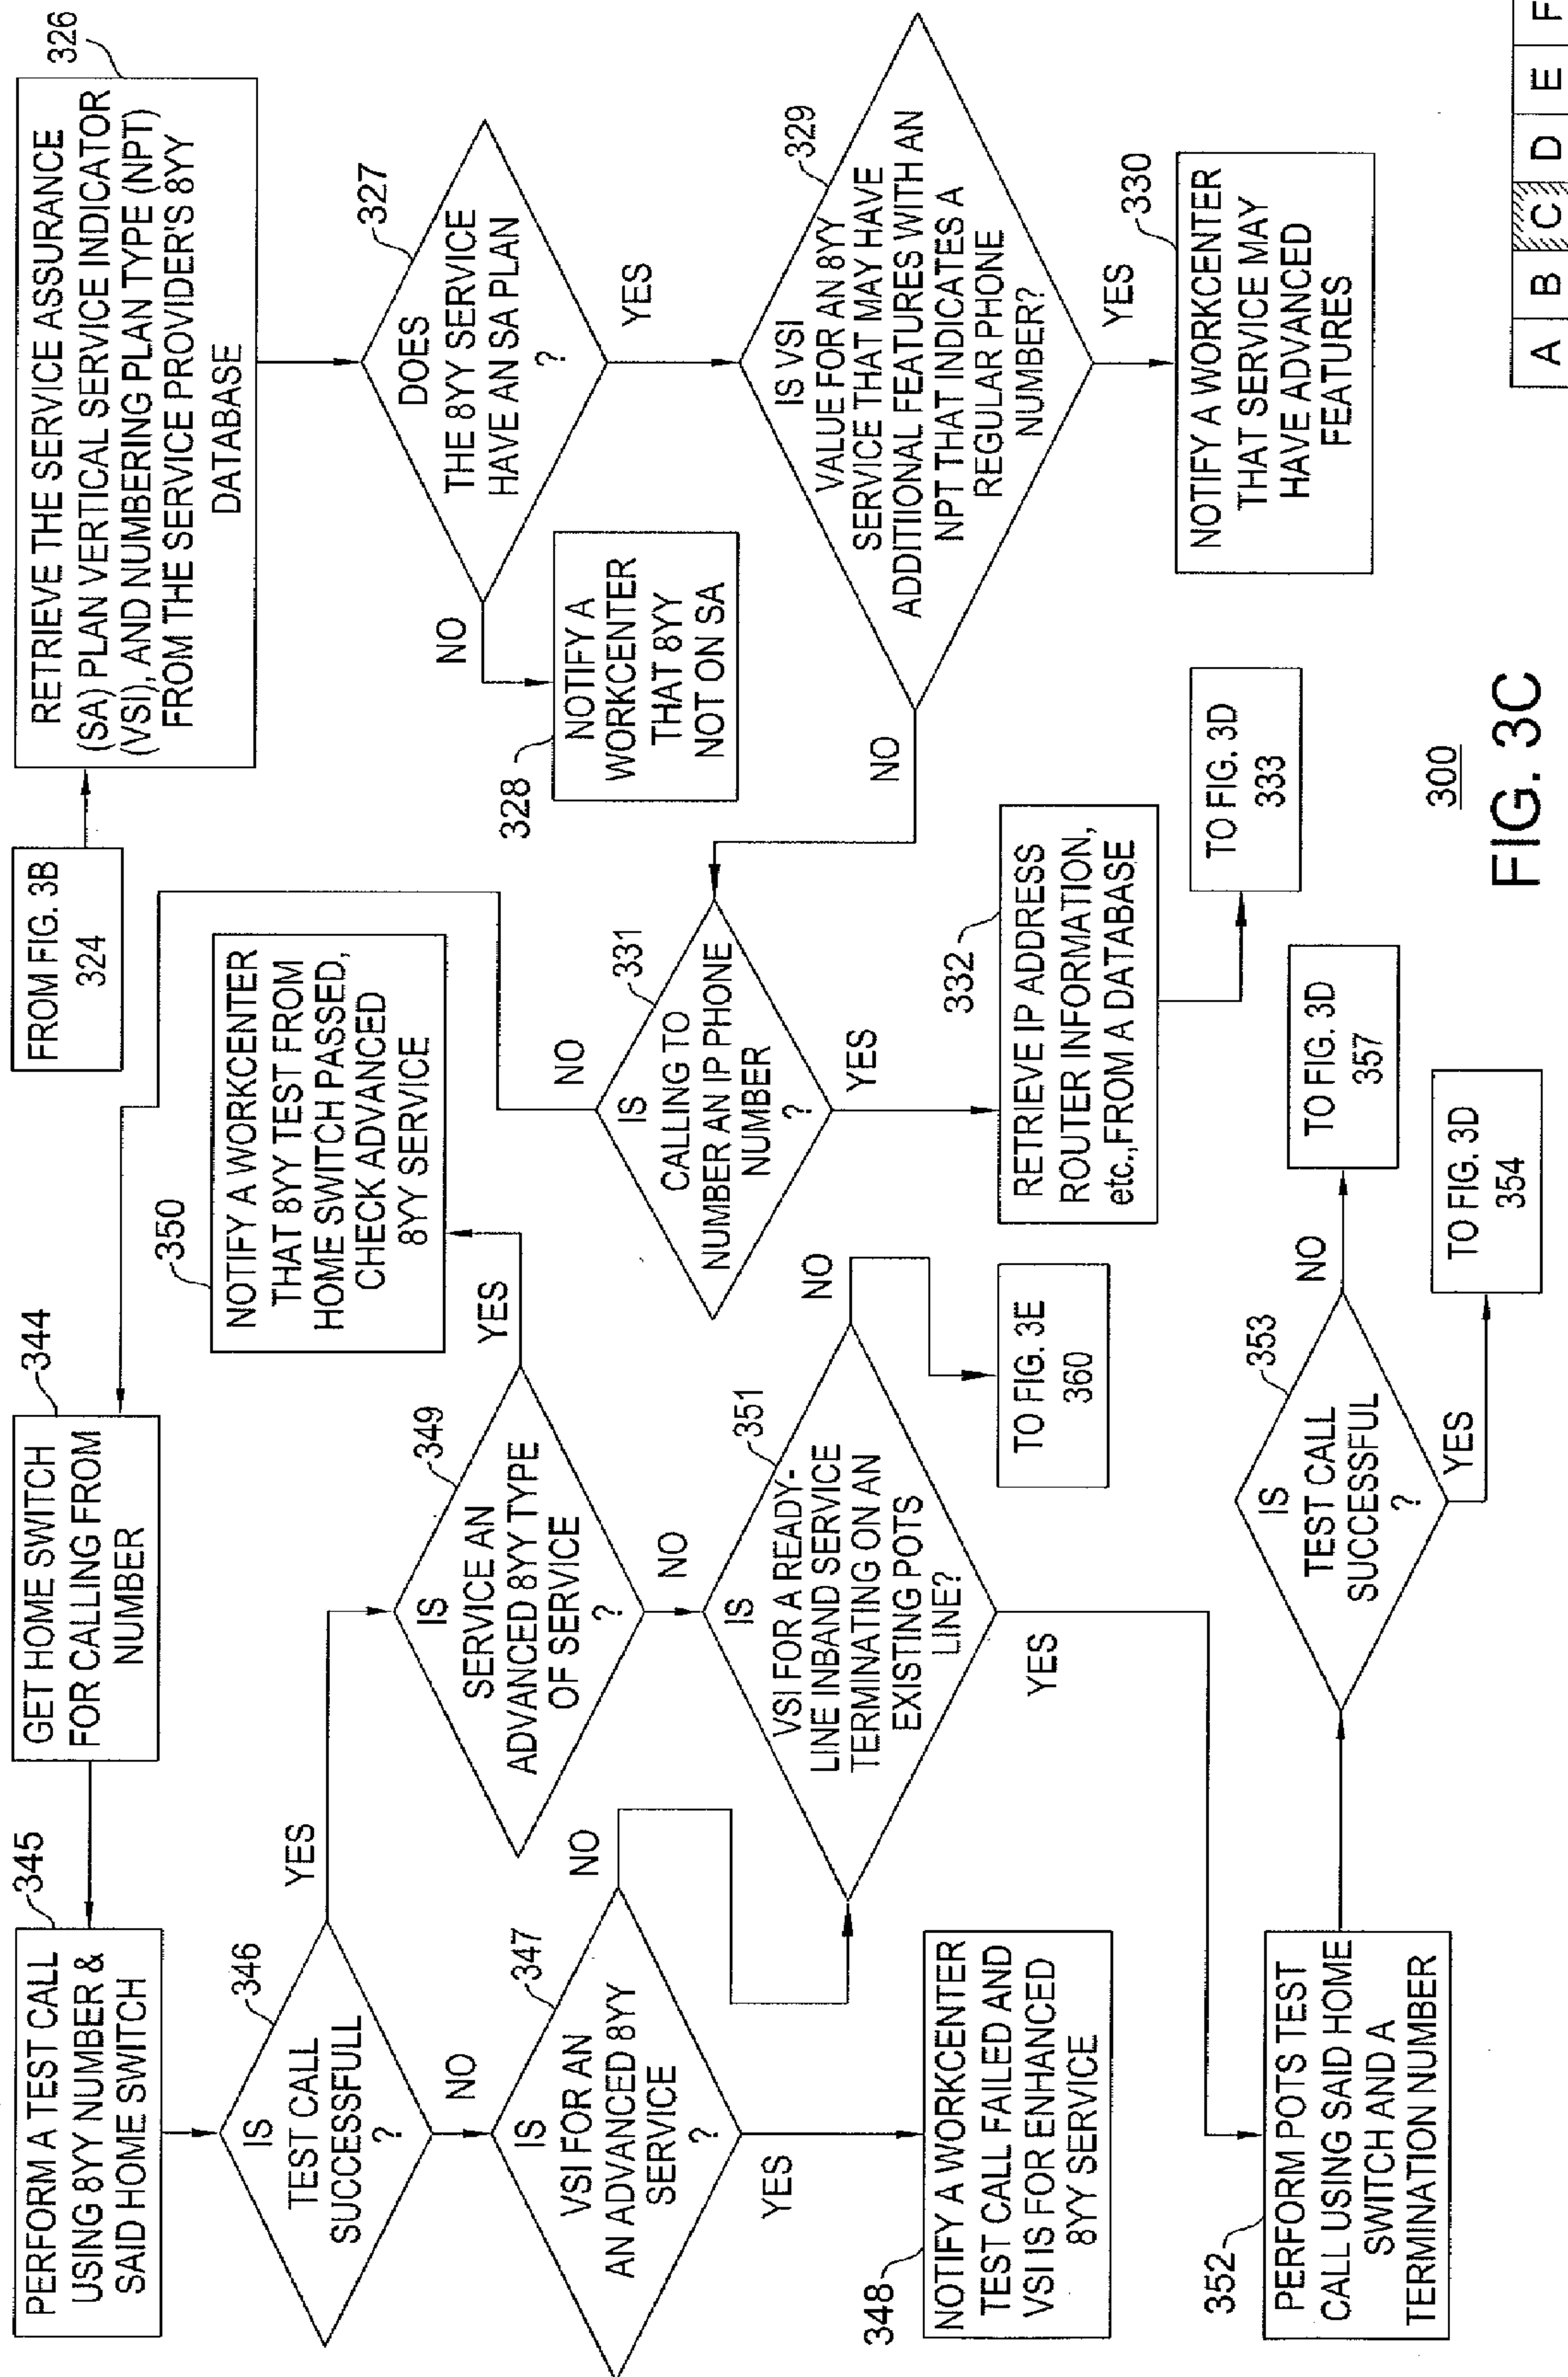 FROM FIG. 3B
324
326
RETRIEVE THE SERVICE ASSURANCE
(SA) PLAN VERTICAL SERVICE INDICATOR
(VSI), AND NUMBERING PLAN TYPE (NPT)
FROM THE SERVICE PROVIDER'S 8YY
DATABASE
327
DOES
THE 8YY SERVICE
HAVE AN SA PLAN
?
NO
YES
328
NOTIFY A
WORKCENTER
THAT 8YY
NOT ON SA
329
IS VSI
VALUE FOR AN 8YY
SERVICE THAT MAY HAVE
ADDITIIONAL FEATURES WITH AN
NPT THAT INDICATES A
REGULAR PHONE
NUMBER?
NO
YES
330
NOTIFY A WORKCENTER
THAT SERVICE MAY
HAVE ADVANCED
FEATURES
331
IS
CALLING TO
NUMBER AN IP PHONE
NUMBER
?
NO
YES
332
RETRIEVE IP ADDRESS
ROUTER INFORMATION,
etc.,FROM A DATABASE
TO FIG. 3D
333
344
GET HOME SWITCH
FOR CALLING FROM
NUMBER
345
PERFORM A TEST CALL
USING 8YY NUMBER &
SAID HOME SWITCH
346
IS
TEST CALL
SUCCESSFULL
?
YES
NO
347
IS
VSI FOR AN
AN ADVANCED 8YY
SERVICE
?
NO
YES
348
NOTIFY A WORKCENTER
TEST CALL FAILED AND
VSI IS FOR ENHANCED
8YY SERVICE
349
IS
SERVICE AN
ADVANCED 8YY TYPE
OF SERVICE
?
YES
NO
350
NOTIFY A WORKCENTER
THAT 8YY TEST FROM
HOME SWITCH PASSED,
CHECK ADVANCED
8YY SERVICE
351
IS
VSI FOR A READY-
LINE INBAND SERVICE
TERMINATING ON AN
EXISTING POTS
LINE?
NO
YES
TO FIG. 3E
360
352
PERFORM POTS TEST
CALL USING SAID HOME
SWITCH AND A
TERMINATION NUMBER
353
IS
TEST CALL
SUCCESSFUL
?
NO
YES
TO FIG. 3D
357
TO FIG. 3D
354
300
FIG. 3C
A B C D E F